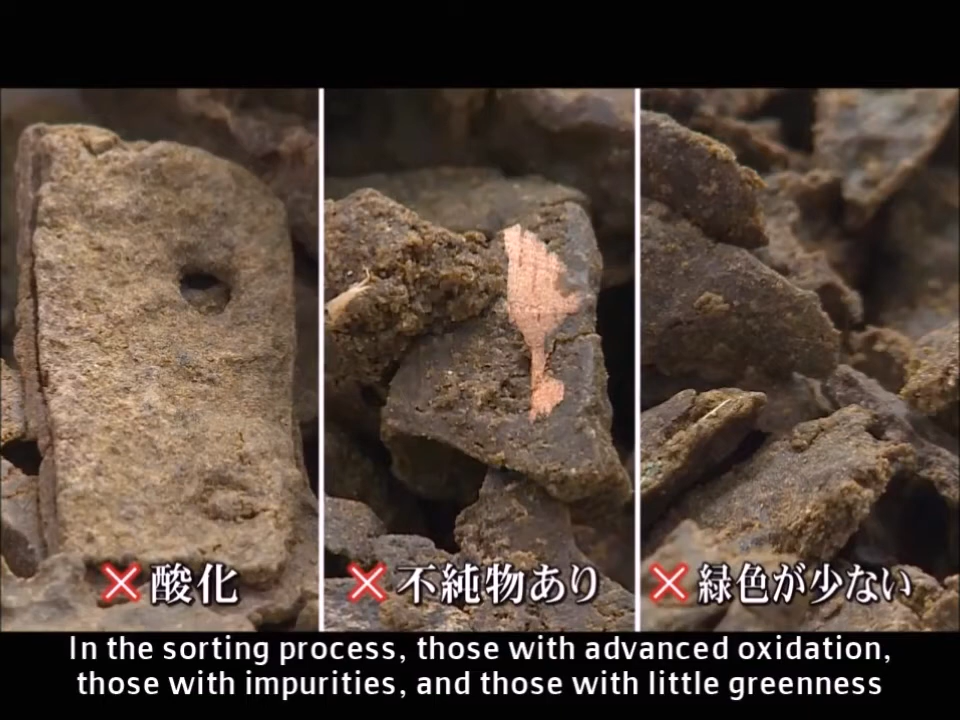 ×酸化
×不純物あり
×緑色が少ない
In the sorting process, those with advanced oxidation,
those with impurities, and those with little greenness